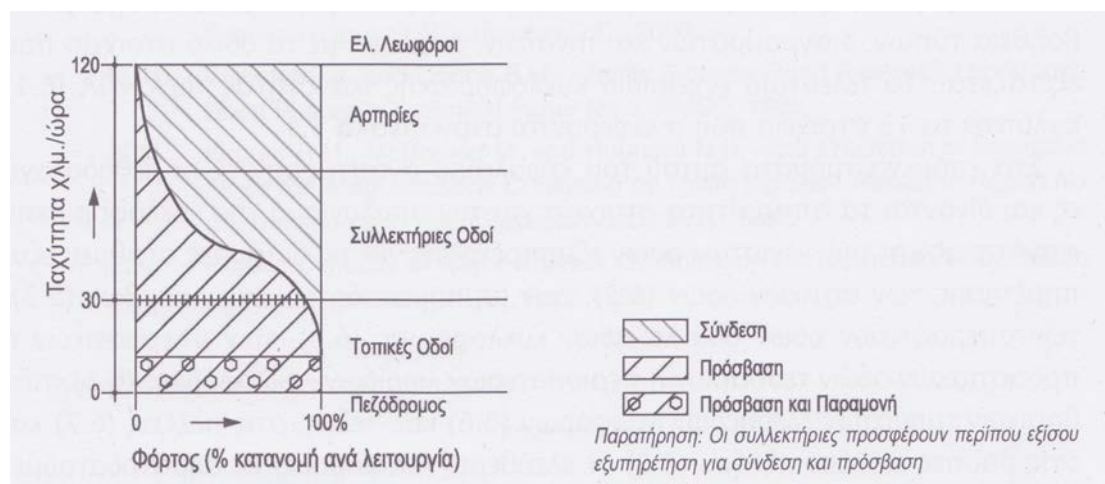 Ελ. Λεωφόροι
120
Αρτηρίες
Ταχύτητα χμ./ώρα
Συλλεκτήριες Οδοί
30
Τοπικές Οδοί
0
Πεζόδρομος
0
100%
Φόρτος (% κατανομή ανά λειτουργία)
Σύνδεση
Πρόσβαση
Πρόσβαση και Παραμονή
Παρατήρηση: Οι συλλεκτήριες προσφέρουν περίπου εξίσου
εξυπηρέτηση για σύνδεση και πρόσβαση